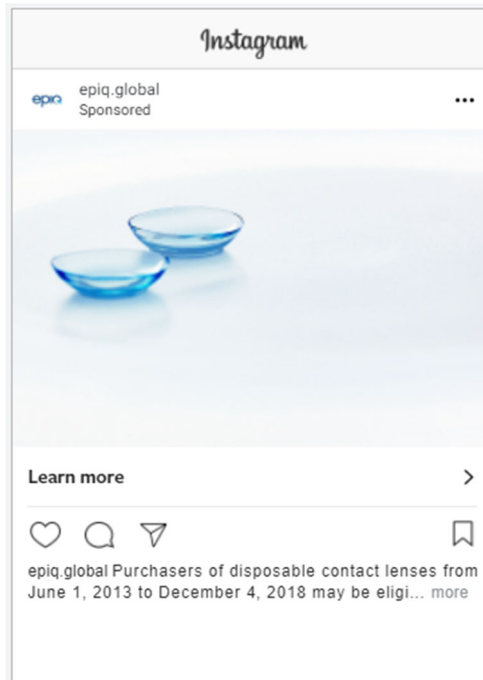 Instagram
epiq
epiq.global
Sponsored
Learn more
epiq.global Purchasers of disposable contact lenses from
June 1, 2013 to December 4, 2018 may be eligi... more